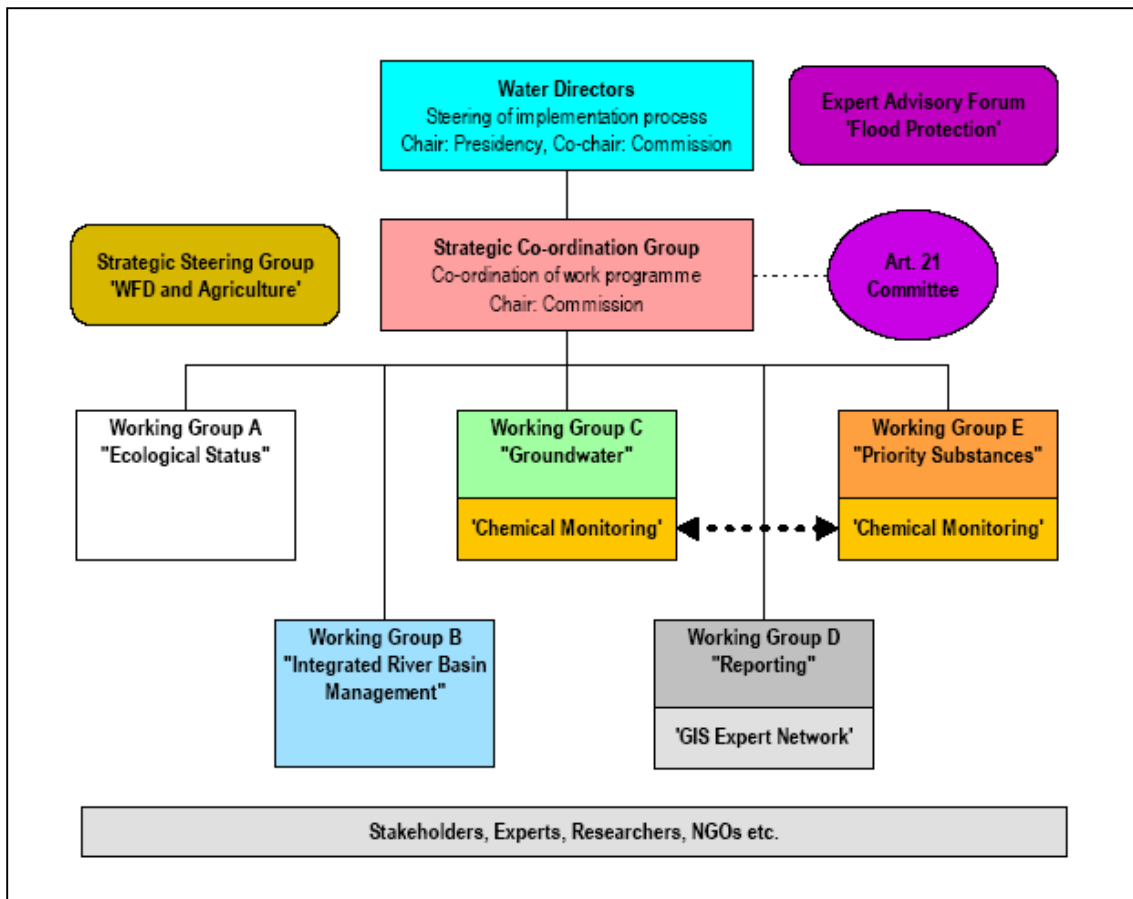 Water Directors
Steering of implementation process
Chair: Presidency, Co-chair: Commission
Expert Advisory Forum
'Flood Protection'
Strategic Steering Group
'WFD and Agriculture'
Strategic Co-ordination Group
Co-ordination of work programme
Chair: Commission
Art. 21
Committee
Working Group A
"Ecological Status"
Working Group C
"Groundwater"
'Chemical Monitoring'
Working Group E
"Priority Substances"
'Chemical Monitoring'
Working Group B
"Integrated River Basin
Management"
Working Group D
"Reporting"
'GIS Expert Network'
Stakeholders, Experts, Researchers, NGOs etc.